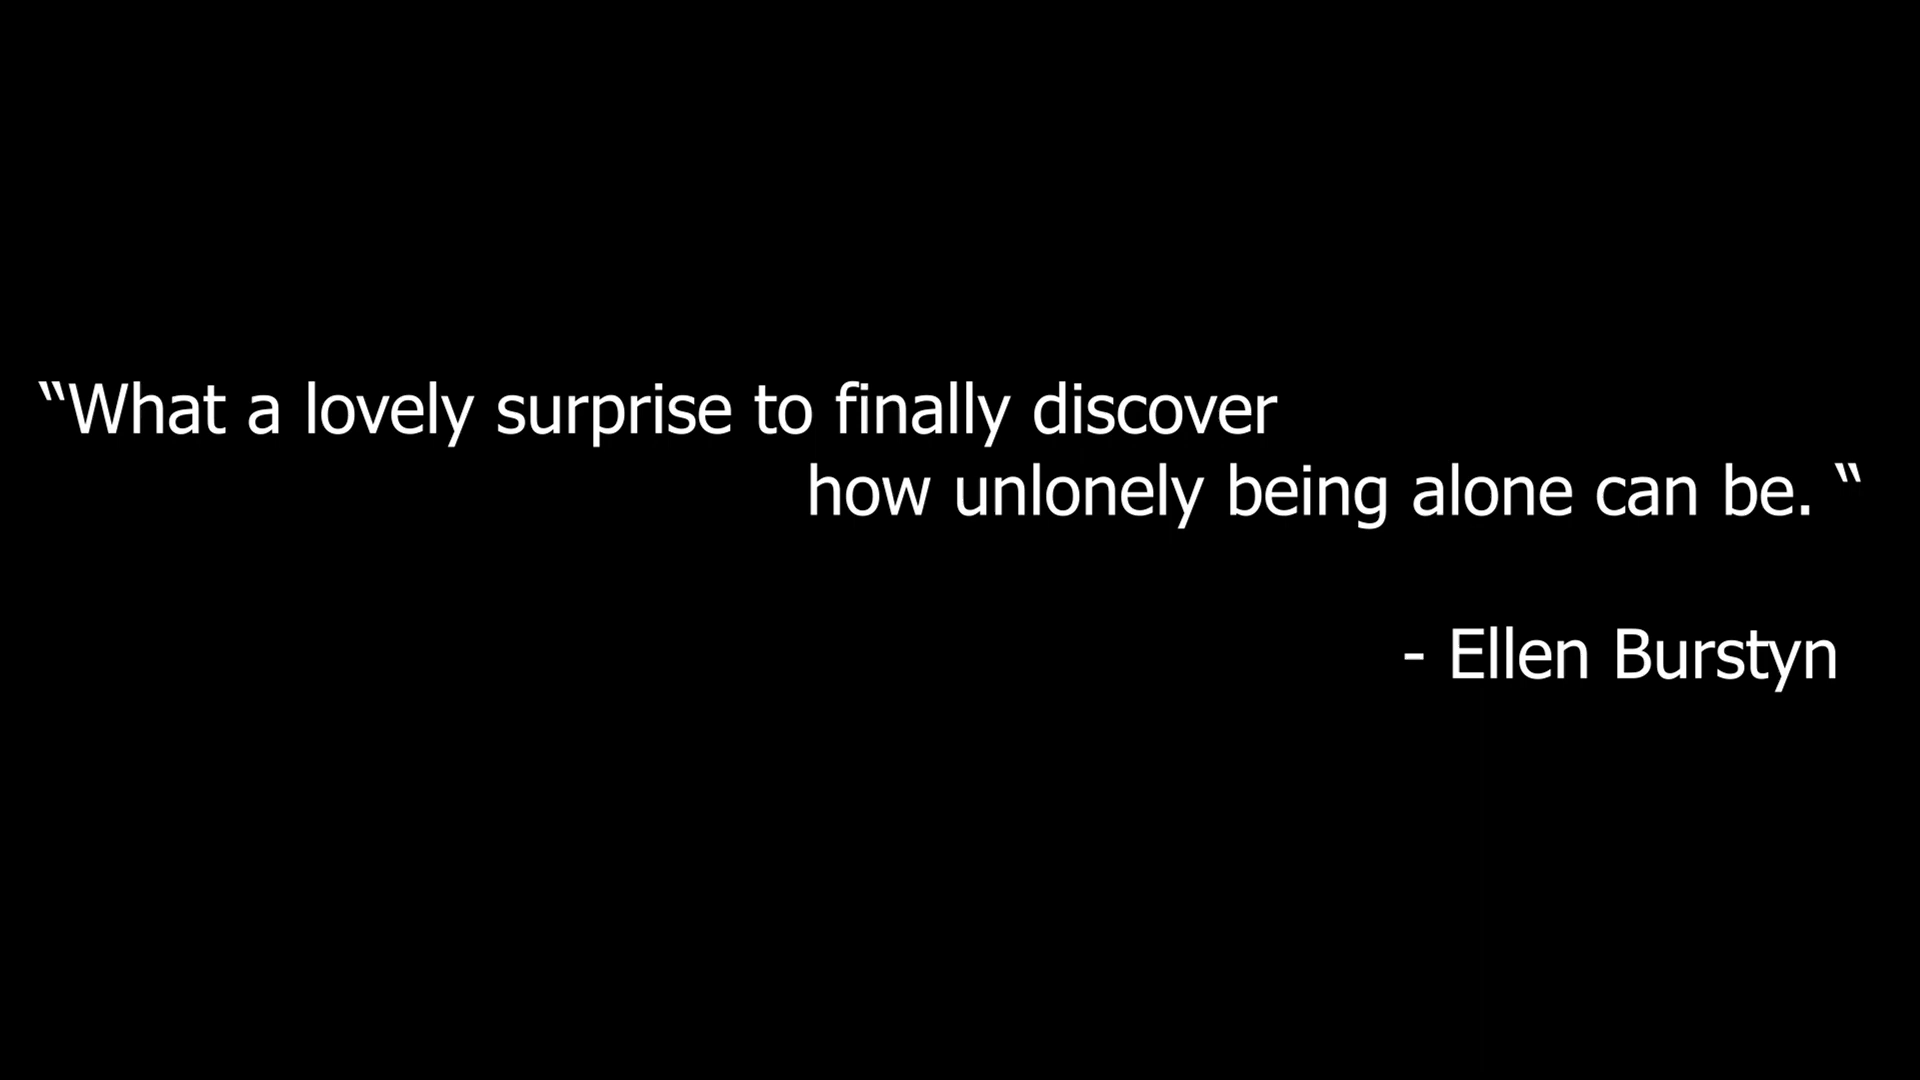 “What a lovely surprise to finally discover
how unlonely being alone can be. “
- Ellen Burstyn